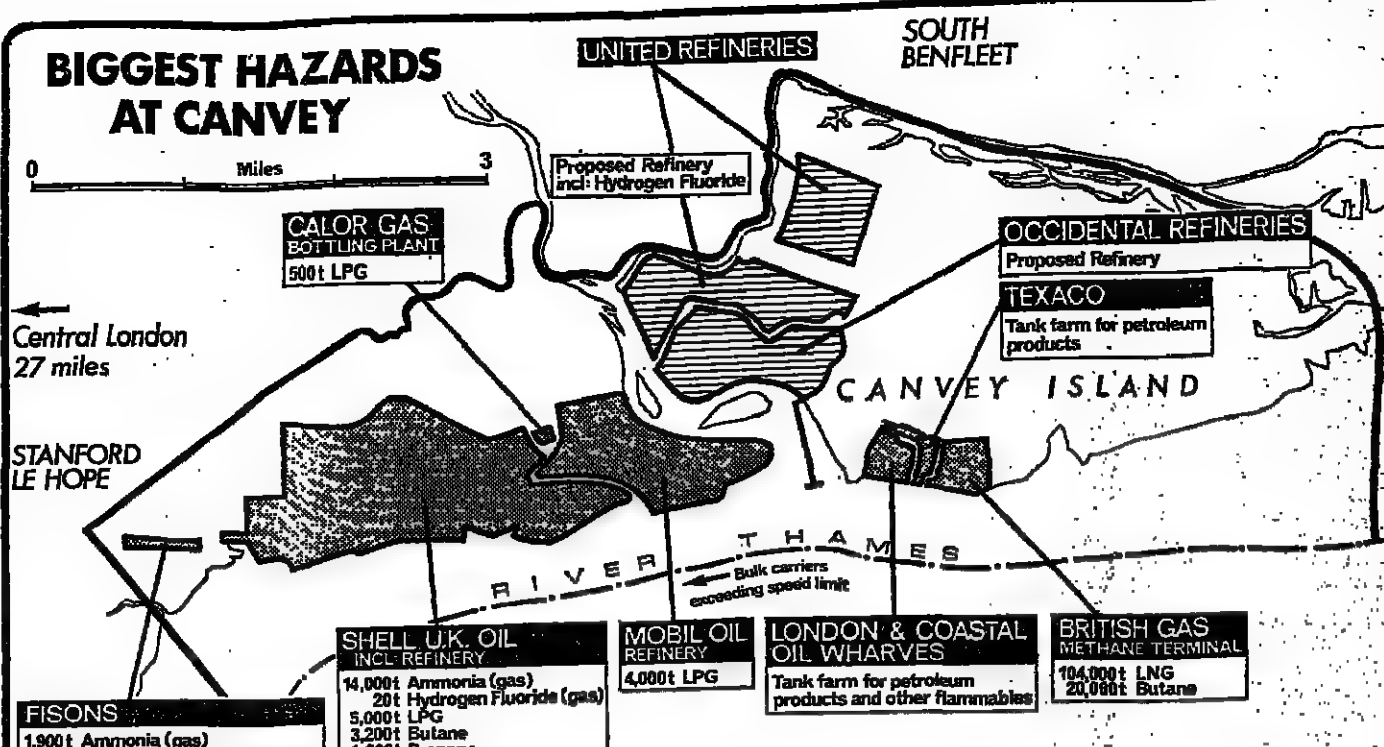 BIGGEST HAZARDS
AT CANVEY
0 Miles 3
UNITED REFINERIES
Proposed Refinery
incl: Hydrogen Fluoride
SOUTH
BENFLEET
CALOR GAS
BOTTLING PLANT
500t LPG
OCCIDENTAL REFINERIES
Proposed Refinery
TEXACO
Tank farm for petroleum
products
Central London
27 miles
CANVEY ISLAND
STANFORD
LE HOPE
RIVER THAMES
Bulk carriers
exceeding speed limit
SHELL U.K. OIL
INCL REFINERY
14,000t Ammonia (gas)
20t Hydrogen Fluoride (gas)
5,000t LPG
3,200t Butane
MOBIL OIL
REFINERY
4,000t LPG
LONDON & COASTAL
OIL WHARVES
Tank farm for petroleum
products and other flammables
BRITISH GAS
METHANE TERMINAL
104,000t LNG
20,000t Butane
FISONS
1,900t Ammonia (gas)